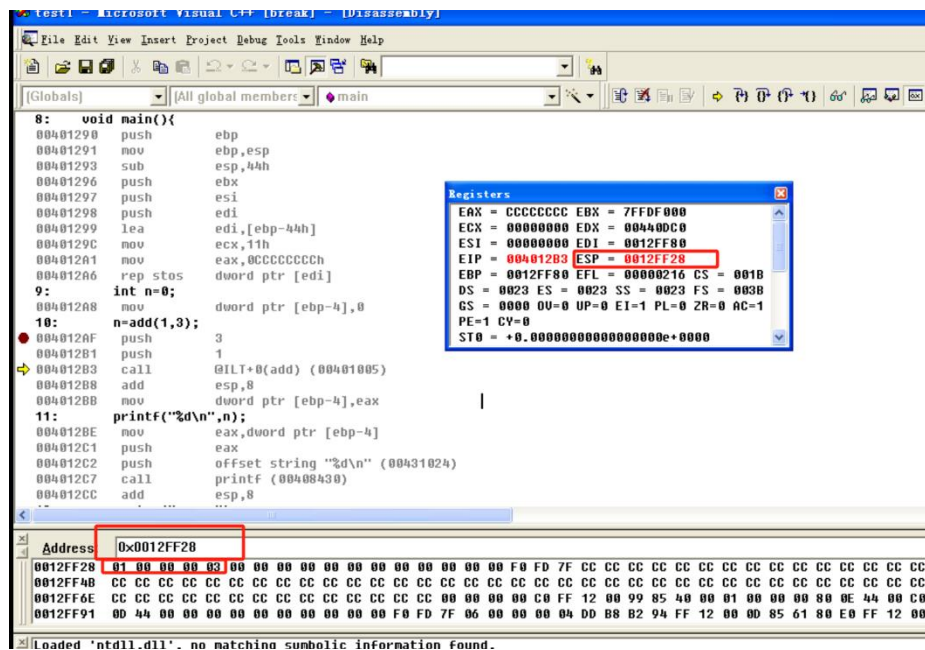 test1 - Microsoft Visual C++ [break] - [Disassembly]
File Edit View Insert Project Debug Tools Window Help
[Globals] [All global members main
8: void main(){
00401290 push ebp
00401291 mov ebp,esp
00401293 sub esp,44h
00401296 push ebx
00401297 push esi
00401298 push edi
00401299 lea edi,[ebp-44h]
0040129C mov ecx,11h
004012A1 mov eax,0CCCCCCCCh
004012A6 rep stos dword ptr [edi]
9: int n=0;
004012A8 mov dword ptr [ebp-4],0
10: n=add(1,3);
004012AF push 3
004012B1 push 1
004012B3 call @ILT+0(add) (00401005)
004012B8 add esp,8
004012BB mov dword ptr [ebp-4],eax
11: printf("%d\n",n);
004012BE mov eax,dword ptr [ebp-4]
004012C1 push eax
004012C2 push offset string "%d\n" (00431024)
004012C7 call printf (00408430)
004012CC add esp,8
Registers
EAX = CCCCCCCC EBX = 7FFDF000
ECX = 00000000 EDX = 00440DC0
ESI = 00000000 EDI = 0012FF80
EIP = 004012B3 ESP = 0012FF28
EBP = 0012FF80 EFL = 00000216 CS = 001B
DS = 0023 ES = 0023 SS = 0023 FS = 003B
GS = 0000 OV=0 UP=0 EI=1 PL=0 ZR=0 AC=1
PE=1 CY=0
ST0 = +0.00000000000000000e+0000
Address 0x0012FF28
0012FF28 01 00 00 00 03 00 00 00 00 00 00 00 00 00 00 00 00 F0 FD 7F CC CC CC CC CC CC CC CC CC CC CC CC CC CC CC
0012FF4B CC CC CC CC CC CC CC CC CC CC CC CC CC CC CC CC CC CC CC CC CC CC CC CC CC CC CC CC CC CC CC CC CC CC CC
0012FF6E CC CC CC CC CC CC CC CC CC CC CC CC CC CC 00 00 00 00 C0 FF 12 00 99 85 40 00 01 00 00 00 80 0E 44 00 C0
0012FF91 0D 44 00 00 00 00 00 00 00 00 00 00 F0 FD 7F 06 00 00 00 04 DD B8 B2 94 FF 12 00 0D 85 61 80 E0 FF 12 00
Loaded 'ntdll.dll', no matching symbolic information found.